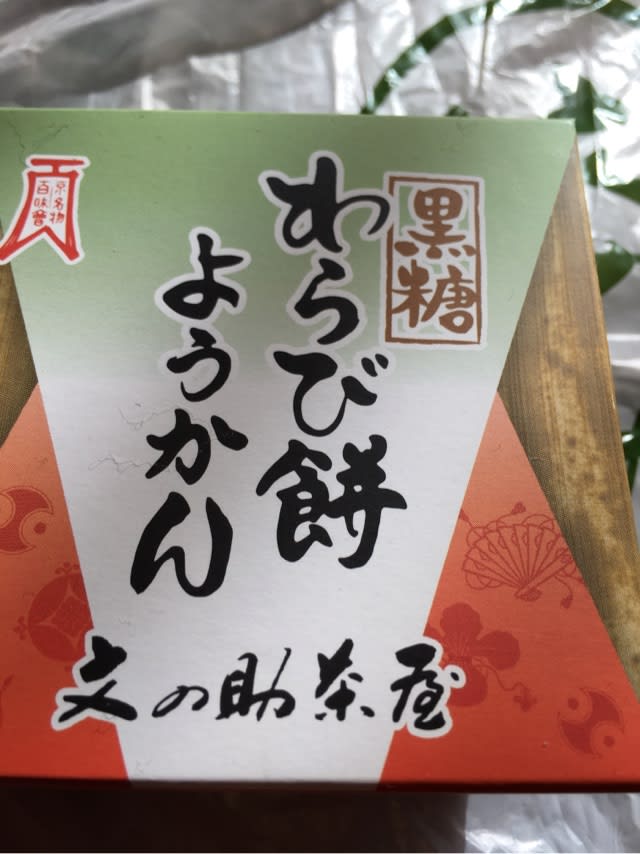 黒糖
わらび餅
ようかん
京名物
百味會
文の助茶屋